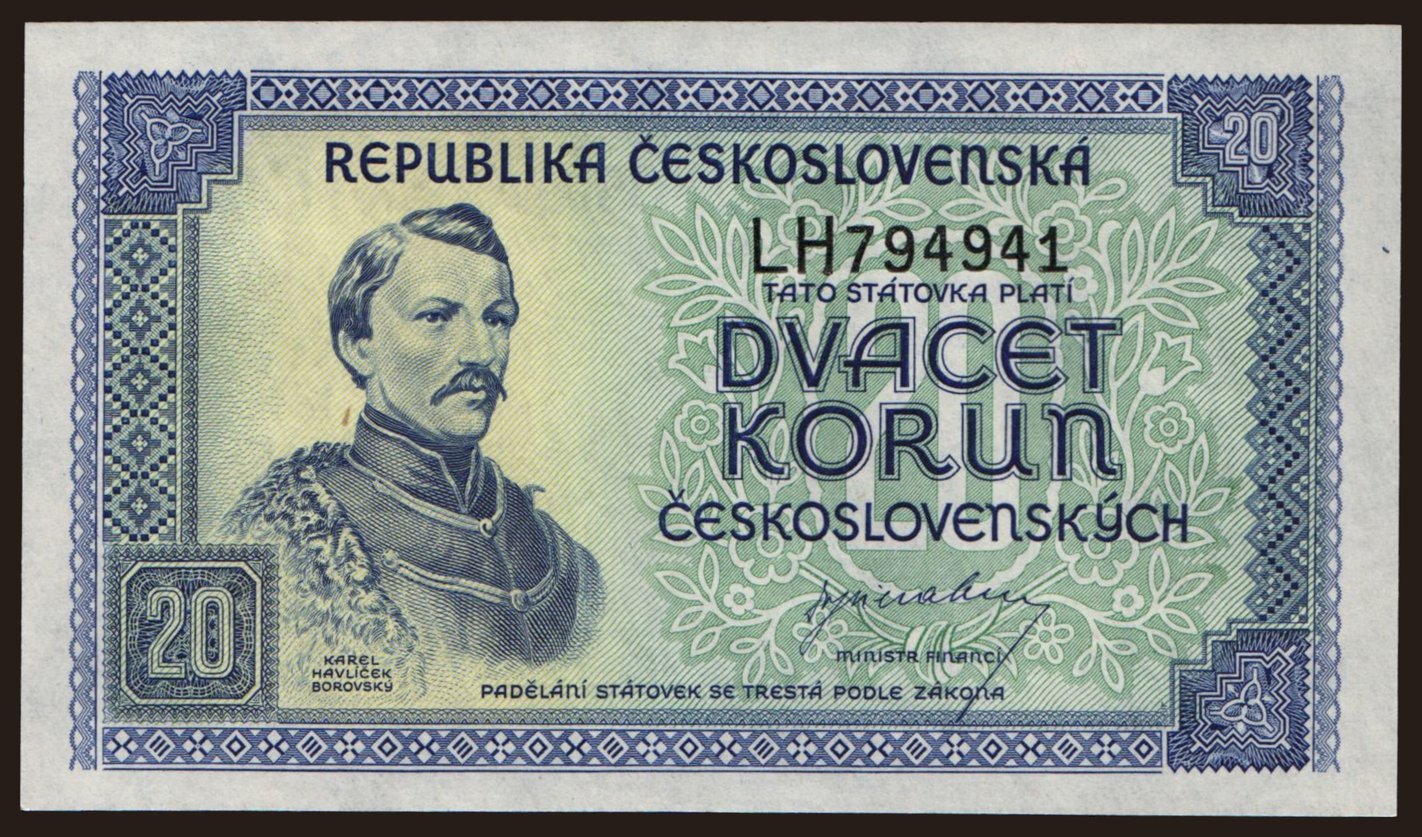 20
REPUBLIKA ČESKOSLOVENSKÁ
LH794941
TATO STÁTOVKA PLATÍ
DVACET
KORUN
ČESKOSLOVENSKÝCH
20
20
MINISTR FINANCÍ
KAREL
HAVLÍČEK
BOROVSKÝ
PADĚLÁNÍ STÁTOVEK SE TRESTÁ PODLE ZÁKONA